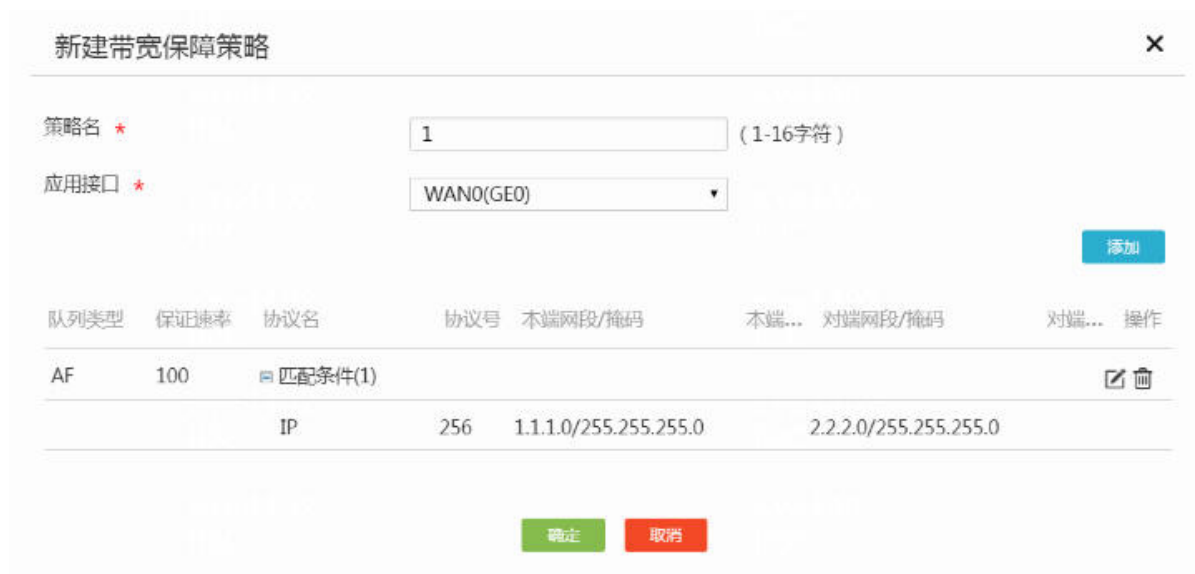 新建带宽保障策略 ×
策略名 * 1 (1-16字符)
应用接口 * WAN0(GE0)
添加
队列类型 保证速率 协议名 协议号 本端网段/掩码 本端... 对端网段/掩码 对端... 操作
AF 100 匹配条件(1)
IP 256 1.1.1.0/255.255.255.0 2.2.2.0/255.255.255.0
确定 取消